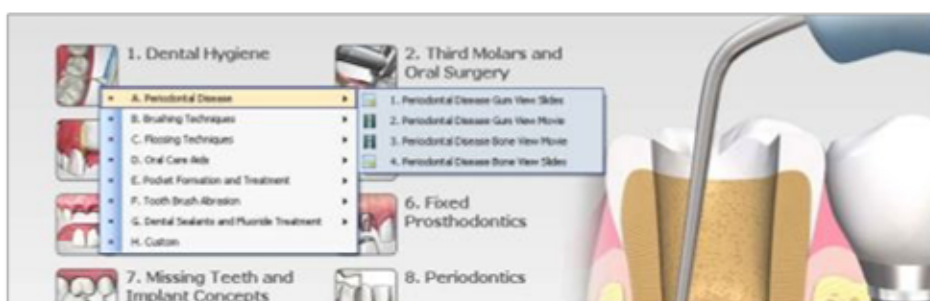 1. Dental Hygiene
2. Third Molars and
Oral Surgery
A. Periodontal Disease
B. Brushing Techniques
C. Flossing Techniques
D. Oral Care Aids
E. Pocket Formation and Treatment
F. Tooth Brush Abrasion
G. Dental Sealants and Fluoride Treatment
H. Custom
1. Periodontal Disease Gum View Slides
2. Periodontal Disease Gum View Movie
3. Periodontal Disease Bone View Movie
4. Periodontal Disease Bone View Slides
6. Fixed
Prosthodontics
7. Missing Teeth and
Implant Concepts
8. Periodontics